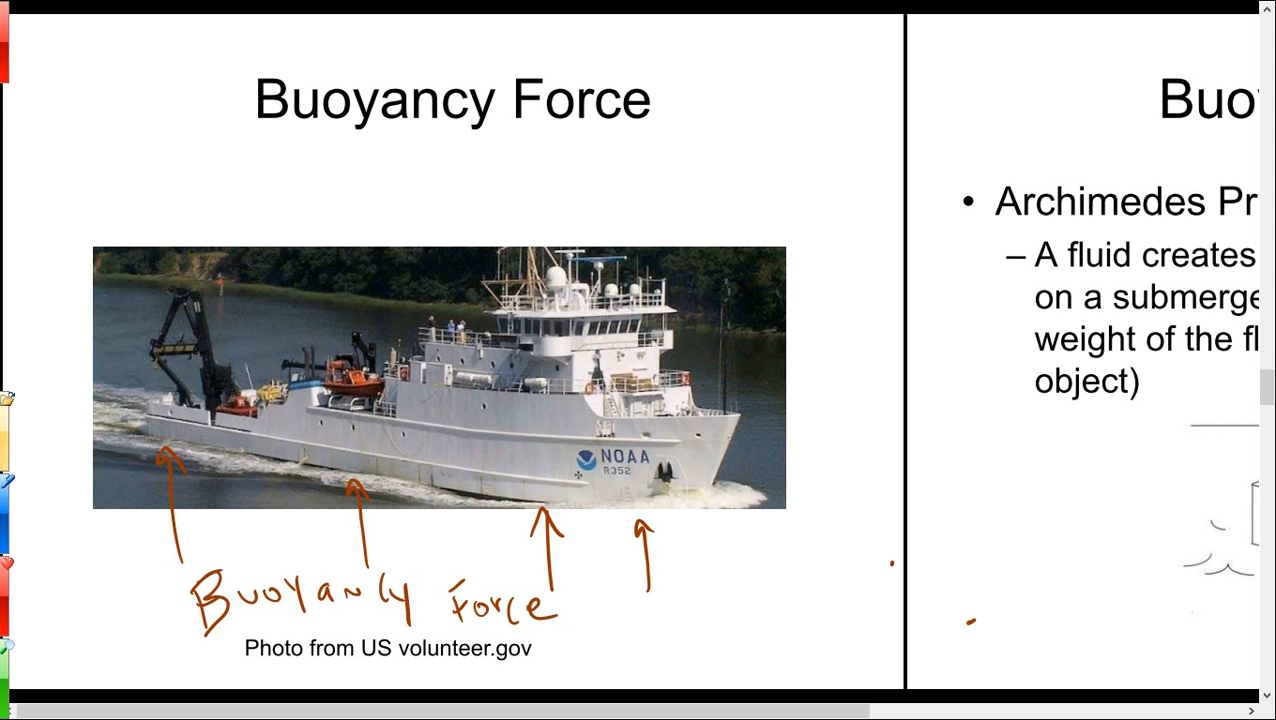 Buoyancy Force
NOAA
R352
Buoyancy Force
Photo from US volunteer.gov
Buo
• Archimedes Pr
– A fluid creates
on a submerge
weight of the fl
object)